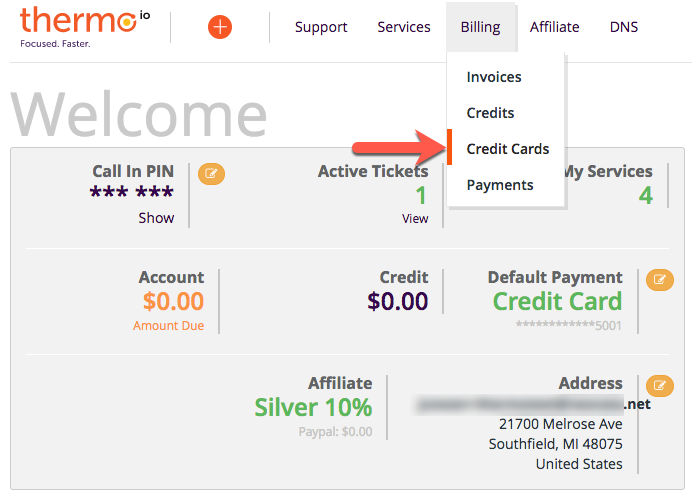 thermo io
Focused. Faster.
Support Services Billing Affiliate DNS
Invoices
Credits
Credit Cards
Payments
Welcome
Call In PIN
*** ***
Show
Active Tickets
1
View
My Services
4
Account
$0.00
Amount Due
Credit
$0.00
Default Payment
Credit Card
************5001
Affiliate
Silver 10%
Paypal: $0.00
Address
.net
21700 Melrose Ave
Southfield, MI 48075
United States